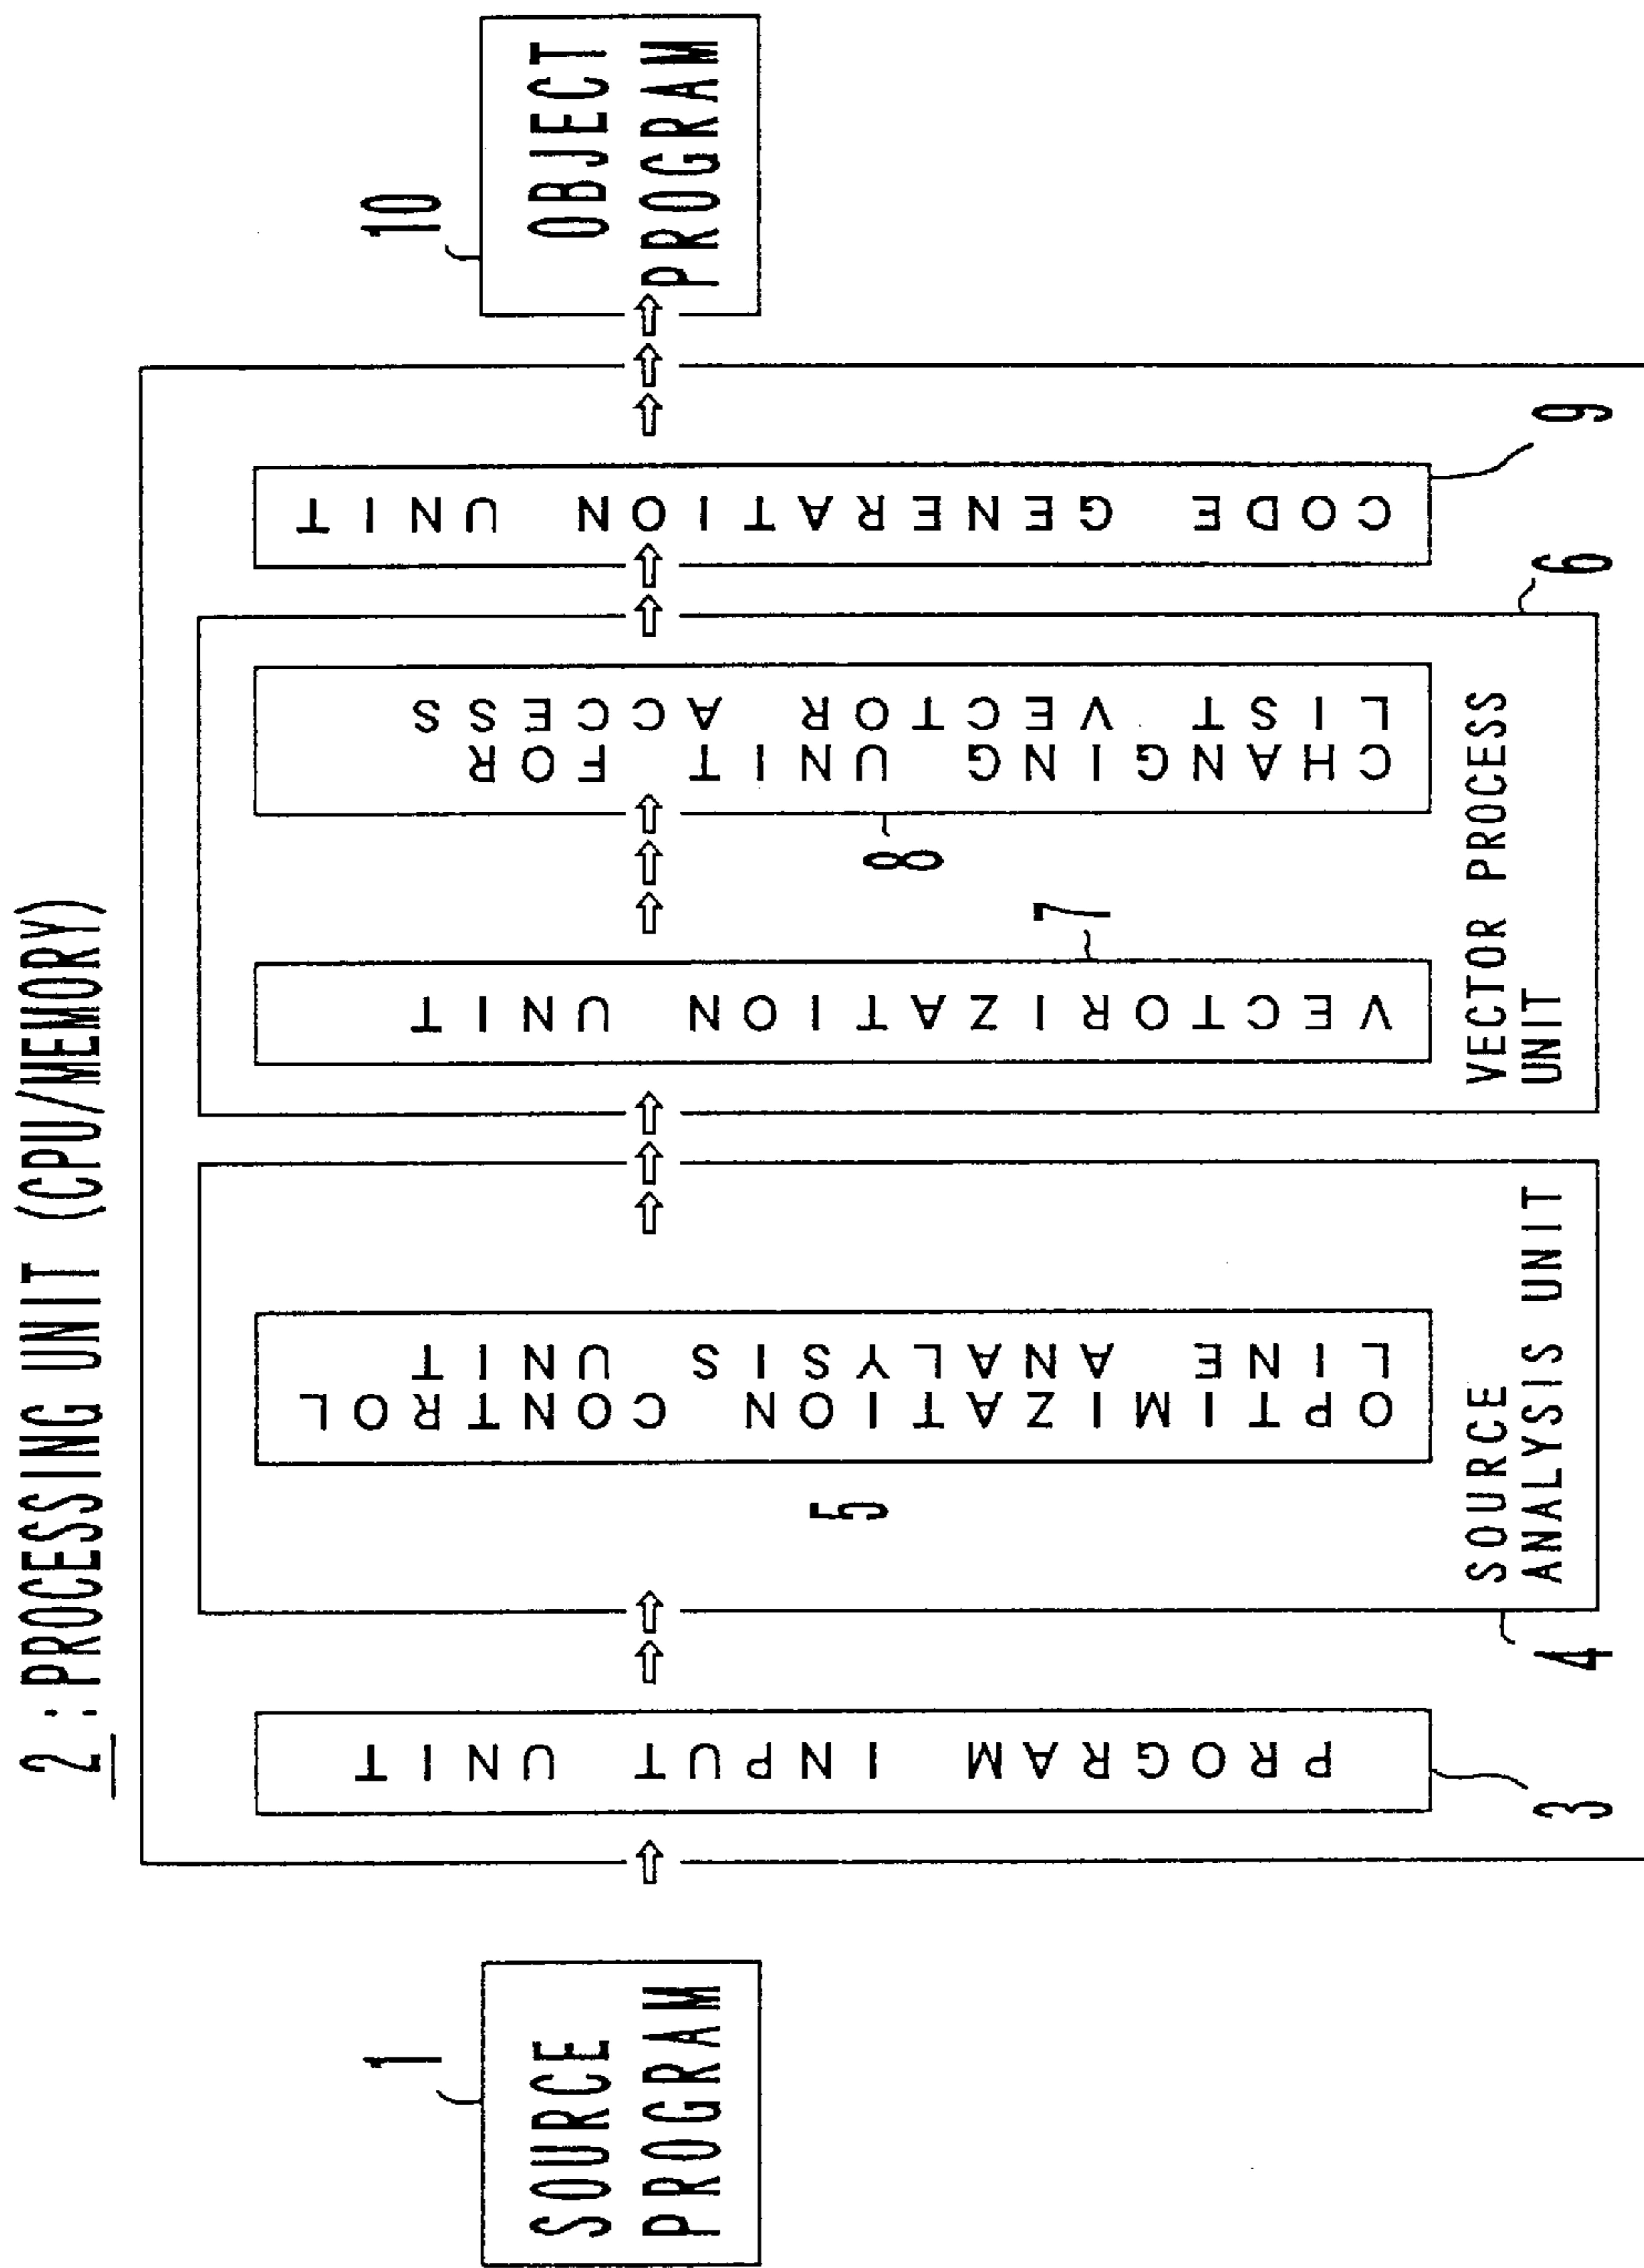 2 : PROCESSING UNIT (CPU/MEMORY)
1
SOURCE
PROGRAM
PROGRAM INPUT UNIT
3
OPTIMIZATION CONTROL
LINE ANALYSIS UNIT
5
SOURCE
ANALYSIS UNIT
4
VECTORIZATION UNIT
7
CHANGING UNIT FOR
LIST VECTOR ACCESS
8
VECTOR PROCESS
UNIT
6
CODE GENERATION UNIT
9
10
OBJECT
PROGRAM